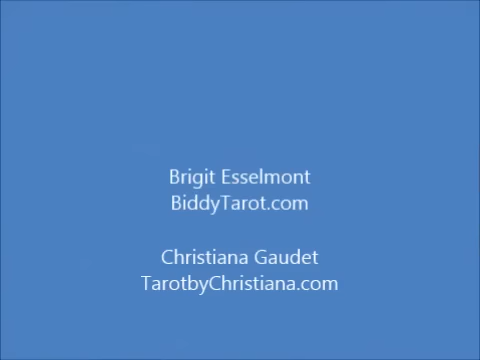 Brigit Esselmont
BiddyTarot.com
Christiana Gaudet
TarotbyChristiana.com